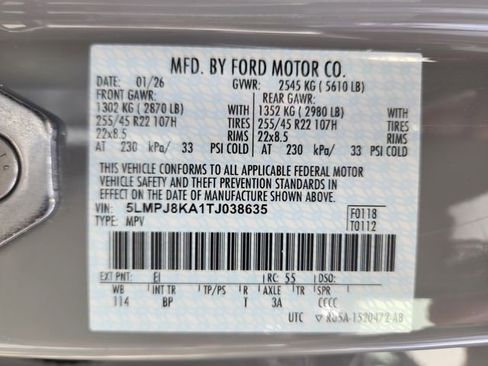 MFD. BY FORD MOTOR CO.
DATE: 01/26 GVWR: 2545 KG ( 5610 LB)
FRONT GAWR: REAR GAWR:
1302 KG ( 2870 LB) WITH 1352 KG ( 2980 LB) WITH
255/45 R22 107H TIRES 255/45 R22 107H TIRES
22x8.5 RIMS 22x8.5 RIMS
AT 230 kPa/ 33 PSI COLD AT 230 kPa/ 33 PSI COLD
THIS VEHICLE CONFORMS TO ALL APPLICABLE FEDERAL MOTOR
VEHICLE SAFETY AND THEFT PREVENTION STANDARDS IN
EFFECT ON THE DATE OF MANUFACTURE SHOWN ABOVE.
VIN: 5LMPJ8KA1TJ038635 F0118
TYPE: MPV T0112
EXT PNT: EI RC: 55 DSO:
WB INT TR TP/PS R AXLE TR SPR
114 BP T 3A CCCC
UTC